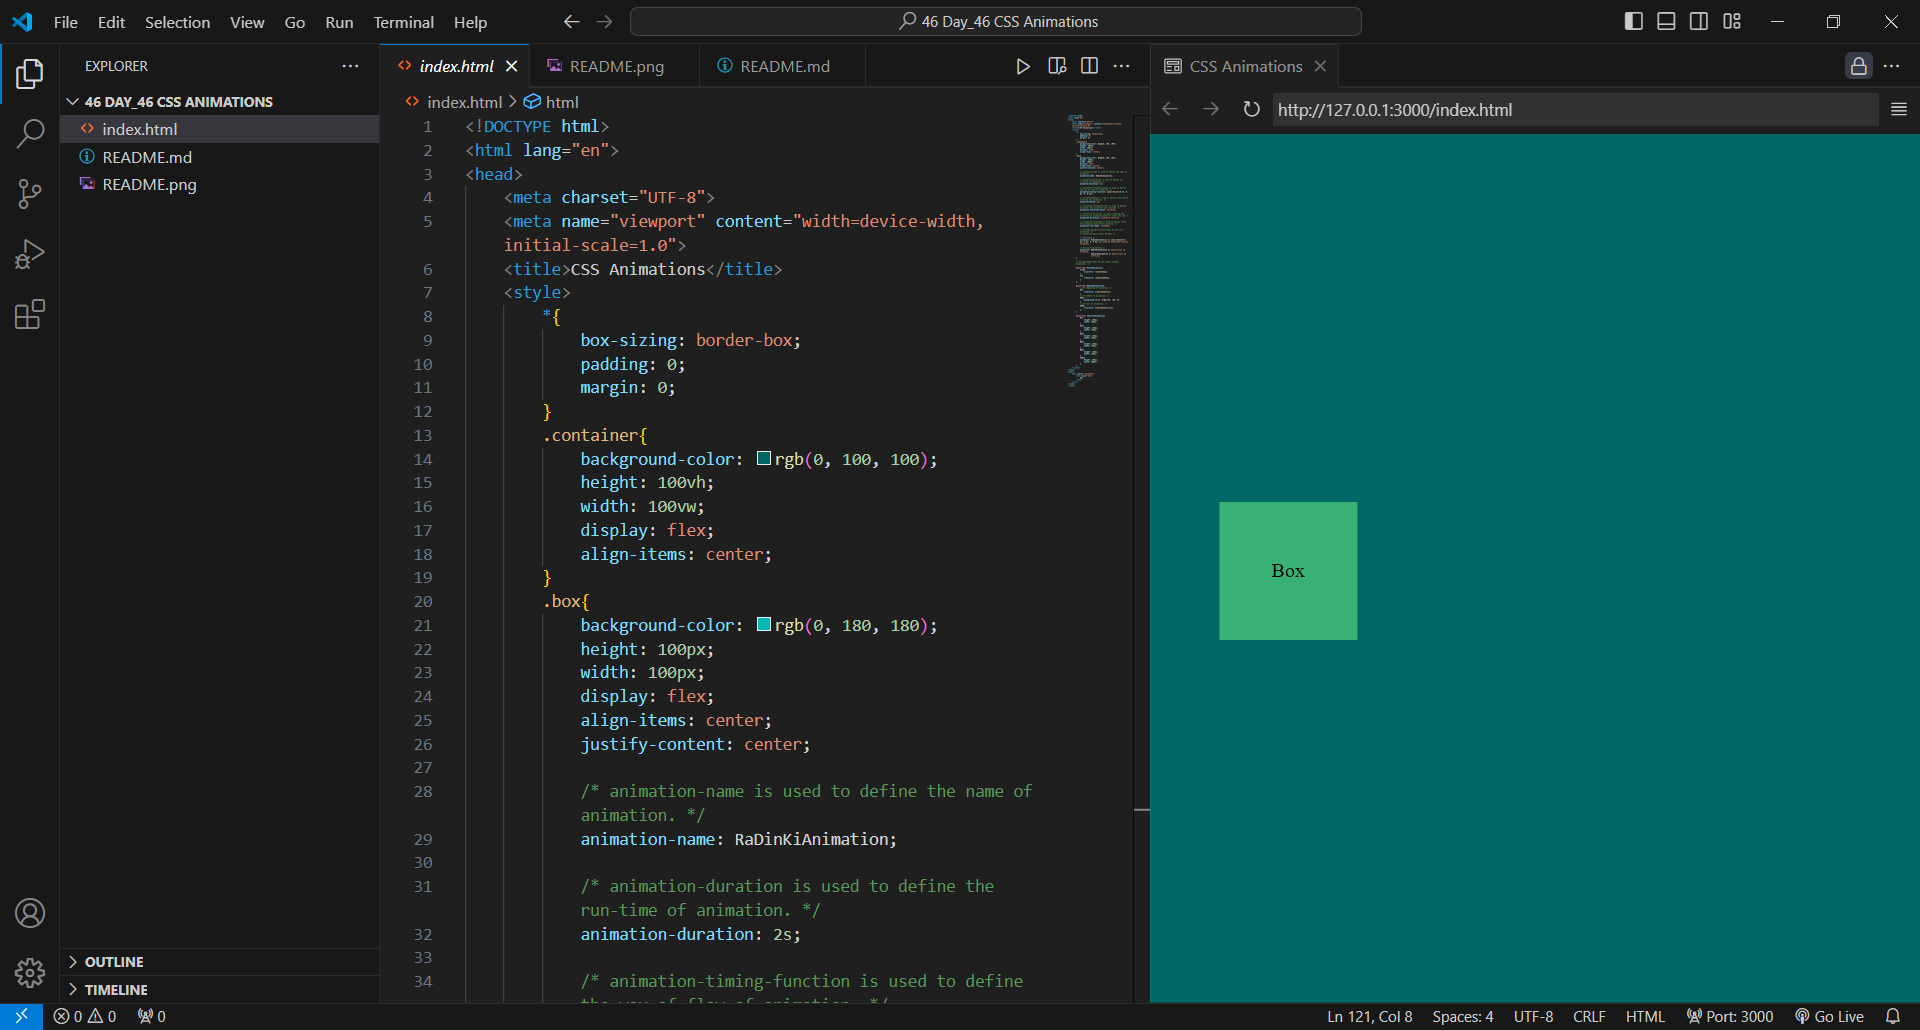 File Edit Selection View Go Run Terminal Help
46 Day_46 CSS Animations
EXPLORER
46 DAY_46 CSS ANIMATIONS
index.html
README.md
README.png
OUTLINE
TIMELINE
index.html README.png README.md
index.html > html
1 <!DOCTYPE html>
2 <html lang="en">
3 <head>
4 <meta charset="UTF-8">
5 <meta name="viewport" content="width=device-width,
initial-scale=1.0">
6 <title>CSS Animations</title>
7 <style>
8 *{
9 box-sizing: border-box;
10 padding: 0;
11 margin: 0;
12 }
13 .container{
14 background-color: rgb(0, 100, 100);
15 height: 100vh;
16 width: 100vw;
17 display: flex;
18 align-items: center;
19 }
20 .box{
21 background-color: rgb(0, 180, 180);
22 height: 100px;
23 width: 100px;
24 display: flex;
25 align-items: center;
26 justify-content: center;
27
28 /* animation-name is used to define the name of
animation. */
29 animation-name: RaDinKiAnimation;
30
31 /* animation-duration is used to define the
run-time of animation. */
32 animation-duration: 2s;
33
34 /* animation-timing-function is used to define
CSS Animations
http://127.0.0.1:3000/index.html
Box
0 0 0
Ln 121, Col 8 Spaces: 4 UTF-8 CRLF HTML Port: 3000 Go Live